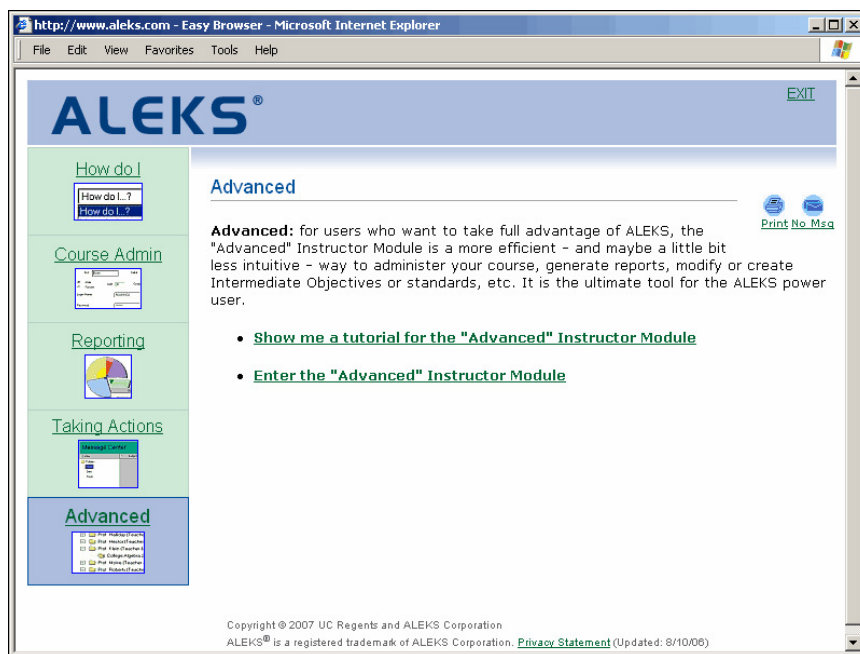 http://www.aleks.com - Easy Browser - Microsoft Internet Explorer
File Edit View Favorites Tools Help
ALEKS®
EXIT
How do I
How do I...?
How do I...?
Course Admin
Reporting
Taking Actions
Message Center
Advanced
Advanced
Print No Msg
Advanced: for users who want to take full advantage of ALEKS, the
"Advanced" Instructor Module is a more efficient - and maybe a little bit
less intuitive - way to administer your course, generate reports, modify or create
Intermediate Objectives or standards, etc. It is the ultimate tool for the ALEKS power
user.
• Show me a tutorial for the "Advanced" Instructor Module
• Enter the "Advanced" Instructor Module
Copyright © 2007 UC Regents and ALEKS Corporation
ALEKS® is a registered trademark of ALEKS Corporation. Privacy Statement (Updated: 8/10/06)